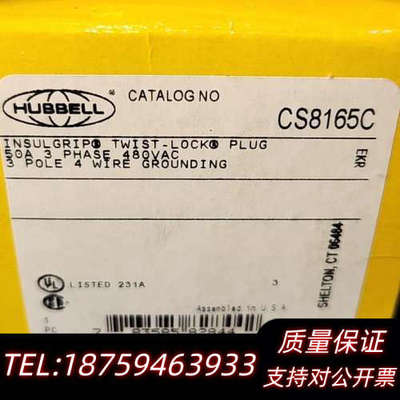 HUBBELL
®
CATALOG NO
CS8165C
INSULGRIP® TWIST-LOCK® PLUG
50A 3 PHASE 480VAC
3 POLE 4 WIRE GROUNDING
EKR
UL
LISTED 231A
3
Assembled in U.S.A
SHELTON, CT 06484
TEL:18759463933
质量保证
支持对公开票